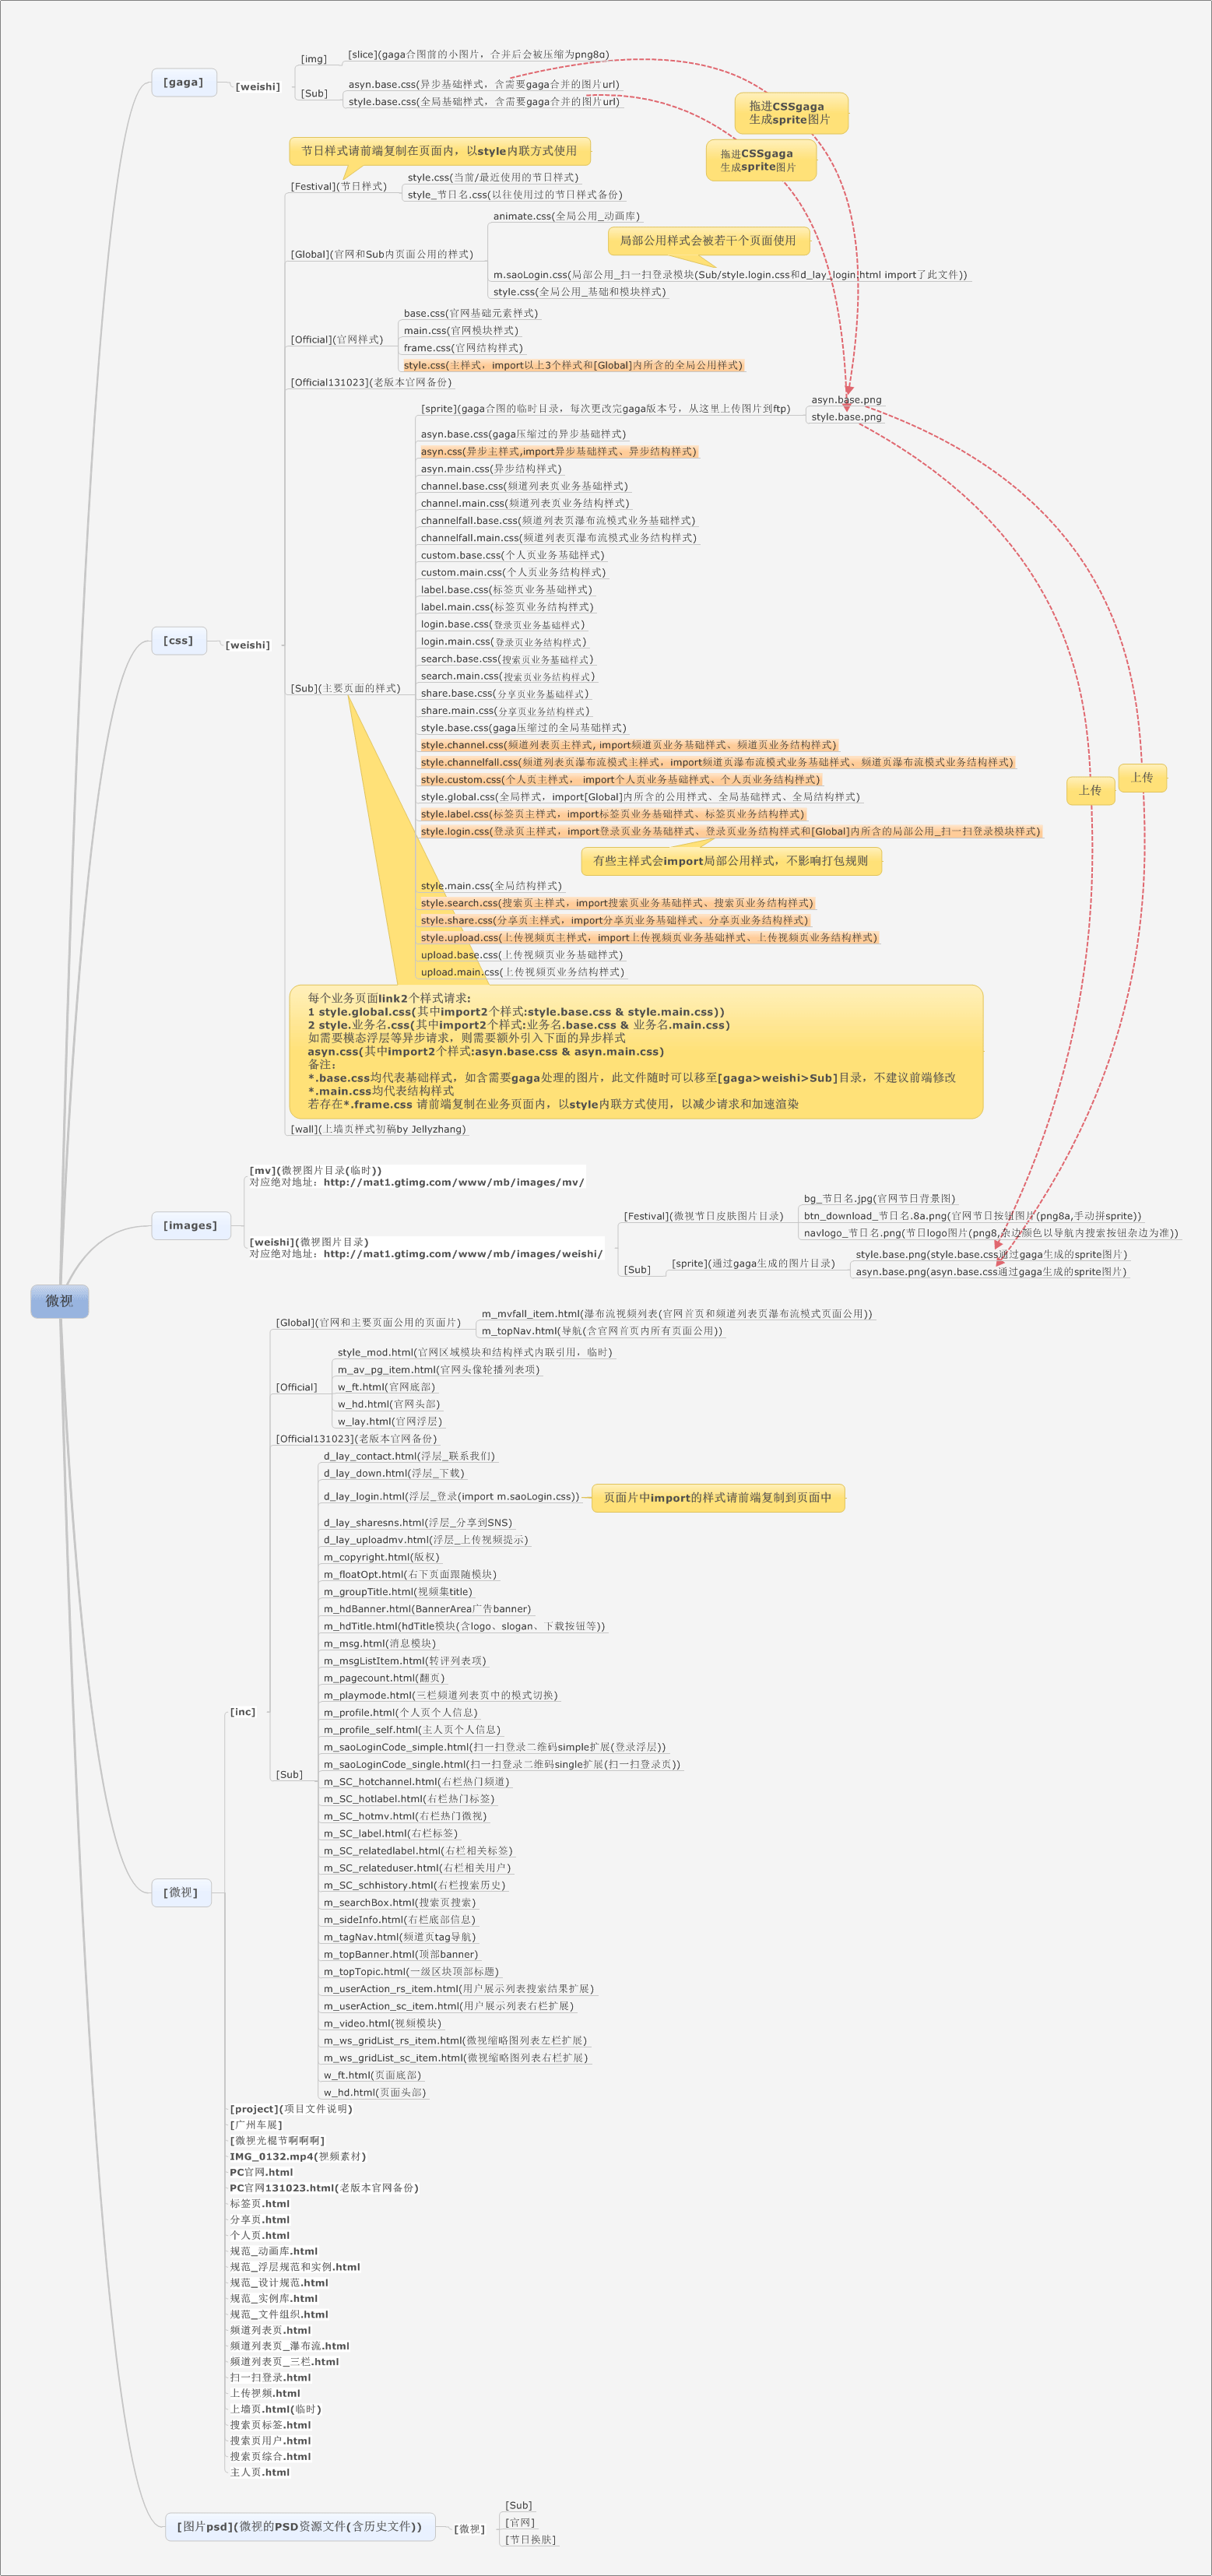 微视
[gaga]
[weishi]
[img]
[slice](gaga合图前的小图片，合并后会被压缩为png8a)
[Sub]
asyn.base.css(异步基础样式，含需要gaga合并的图片url)
style.base.css(全局基础样式，含需要gaga合并的图片url)
拖进CSSgaga
生成sprite图片
拖进CSSgaga
生成sprite图片
[css]
[weishi]
节日样式请前端复制在页面内，以style内联方式使用
[Festival](节日样式)
style.css(当前/最近使用的节日样式)
style_节日名.css(以往使用过的节日样式备份)
[Global](官网和Sub内页面公用的样式)
animate.css(全局公用_动画库)
局部公用样式会被若干个页面使用
m.saoLogin.css(局部公用_扫一扫登录模块(Sub/style.login.css和d_lay_login.html import了此文件))
style.css(全局公用_基础和模块样式)
[Official](官网样式)
base.css(官网基础元素样式)
main.css(官网模块样式)
frame.css(官网结构样式)
style.css(主样式，import以上3个样式和[Global]内所含的全局公用样式)
[Official131023](老版本官网备份)
[Sub](主要页面的样式)
[sprite](gaga合图的临时目录，每次更改完gaga版本号，从这里上传图片到ftp)
asyn.base.png
style.base.png
asyn.base.css(gaga压缩过的异步基础样式)
asyn.css(异步主样式,import异步基础样式、异步结构样式)
asyn.main.css(异步结构样式)
channel.base.css(频道列表页业务基础样式)
channel.main.css(频道列表页业务结构样式)
channelfall.base.css(频道列表页瀑布流模式业务基础样式)
channelfall.main.css(频道列表页瀑布流模式业务结构样式)
custom.base.css(个人页业务基础样式)
custom.main.css(个人页业务结构样式)
label.base.css(标签页业务基础样式)
label.main.css(标签页业务结构样式)
login.base.css(登录页业务基础样式)
login.main.css(登录页业务结构样式)
search.base.css(搜索页业务基础样式)
search.main.css(搜索页业务结构样式)
share.base.css(分享页业务基础样式)
share.main.css(分享页业务结构样式)
style.base.css(gaga压缩过的全局基础样式)
style.channel.css(频道列表页主样式, import频道页业务基础样式、频道页业务结构样式)
style.channelfall.css(频道列表页瀑布流模式主样式，import频道页瀑布流模式业务基础样式、频道页瀑布流模式业务结构样式)
style.custom.css(个人页主样式， import个人页业务基础样式、个人页业务结构样式)
style.global.css(全局样式，import[Global]内所含的公用样式、全局基础样式、全局结构样式)
style.label.css(标签页主样式，import标签页业务基础样式、标签页业务结构样式)
style.login.css(登录页主样式，import登录页业务基础样式、登录页业务结构样式和[Global]内所含的局部公用_扫一扫登录模块样式)
有些主样式会import局部公用样式，不影响打包规则
style.main.css(全局结构样式)
style.search.css(搜索页主样式，import搜索页业务基础样式、搜索页业务结构样式)
style.share.css(分享页主样式，import分享页业务基础样式、分享页业务结构样式)
style.upload.css(上传视频页主样式，import上传视频页业务基础样式、上传视频页业务结构样式)
upload.base.css(上传视频页业务基础样式)
upload.main.css(上传视频页业务结构样式)
上传
上传
每个业务页面link2个样式请求:
1 style.global.css(其中import2个样式:style.base.css & style.main.css))
2 style.业务名.css(其中import2个样式:业务名.base.css & 业务名.main.css)
如需要模态浮层等异步请求，则需要额外引入下面的异步样式
asyn.css(其中import2个样式:asyn.base.css & asyn.main.css)
备注:
*.base.css均代表基础样式，如含需要gaga处理的图片，此文件随时可以移至[gaga>weishi>Sub]目录，不建议前端修改
*.main.css均代表结构样式
若存在*.frame.css 请前端复制在业务页面内，以style内联方式使用，以减少请求和加速渲染
[wall](上墙页样式初稿by Jellyzhang)
[images]
[mv](微视图片目录(临时))
对应绝对地址：http://mat1.gtimg.com/www/mb/images/mv/
[weishi](微视图片目录)
对应绝对地址：http://mat1.gtimg.com/www/mb/images/weishi/
[Festival](微视节日皮肤图片目录)
bg_节日名.jpg(官网节日背景图)
btn_download_节日名.8a.png(官网节日按钮图片(png8a,手动拼sprite))
navlogo_节日名.png(节日logo图片(png8,杂边颜色以导航内搜索按钮杂边为准))
[Sub]
[sprite](通过gaga生成的图片目录)
style.base.png(style.base.css通过gaga生成的sprite图片)
asyn.base.png(asyn.base.css通过gaga生成的sprite图片)
[微视]
[inc]
[Global](官网和主要页面公用的页面片)
m_mvfall_item.html(瀑布流视频列表(官网首页和频道列表页瀑布流模式页面公用))
m_topNav.html(导航(含官网首页内所有页面公用))
[Official]
style_mod.html(官网区域模块和结构样式内联引用，临时)
m_av_pg_item.html(官网头像轮播列表项)
w_ft.html(官网底部)
w_hd.html(官网头部)
w_lay.html(官网浮层)
[Official131023](老版本官网备份)
[Sub]
d_lay_contact.html(浮层_联系我们)
d_lay_down.html(浮层_下载)
d_lay_login.html(浮层_登录(import m.saoLogin.css))
页面片中import的样式请前端复制到页面中
d_lay_sharesns.html(浮层_分享到SNS)
d_lay_uploadmv.html(浮层_上传视频提示)
m_copyright.html(版权)
m_floatOpt.html(右下页面跟随模块)
m_groupTitle.html(视频集title)
m_hdBanner.html(BannerArea广告banner)
m_hdTitle.html(hdTitle模块(含logo、slogan、下载按钮等))
m_msg.html(消息模块)
m_msgListItem.html(转评列表项)
m_pagecount.html(翻页)
m_playmode.html(三栏频道列表页中的模式切换)
m_profile.html(个人页个人信息)
m_profile_self.html(主人页个人信息)
m_saoLoginCode_simple.html(扫一扫登录二维码simple扩展(登录浮层))
m_saoLoginCode_single.html(扫一扫登录二维码single扩展(扫一扫登录页))
m_SC_hotchannel.html(右栏热门频道)
m_SC_hotlabel.html(右栏热门标签)
m_SC_hotmv.html(右栏热门微视)
m_SC_label.html(右栏标签)
m_SC_relatedlabel.html(右栏相关标签)
m_SC_relateduser.html(右栏相关用户)
m_SC_schhistory.html(右栏搜索历史)
m_searchBox.html(搜索页搜索)
m_sideInfo.html(右栏底部信息)
m_tagNav.html(频道页tag导航)
m_topBanner.html(顶部banner)
m_topTopic.html(一级区块顶部标题)
m_userAction_rs_item.html(用户展示列表搜索结果扩展)
m_userAction_sc_item.html(用户展示列表右栏扩展)
m_video.html(视频模块)
m_ws_gridList_rs_item.html(微视缩略图列表左栏扩展)
m_ws_gridList_sc_item.html(微视缩略图列表右栏扩展)
w_ft.html(页面底部)
w_hd.html(页面头部)
[project](项目文件说明)
[广州车展]
[微视光棍节啊啊啊]
IMG_0132.mp4(视频素材)
PC官网.html
PC官网131023.html(老版本官网备份)
标签页.html
分享页.html
个人页.html
规范_动画库.html
规范_浮层规范和实例.html
规范_设计规范.html
规范_实例库.html
规范_文件组织.html
频道列表页.html
频道列表页_瀑布流.html
频道列表页_三栏.html
扫一扫登录.html
上传视频.html
上墙页.html(临时)
搜索页标签.html
搜索页用户.html
搜索页综合.html
主人页.html
[图片psd](微视的PSD资源文件(含历史文件))
[微视]
[Sub]
[官网]
[节日换肤]